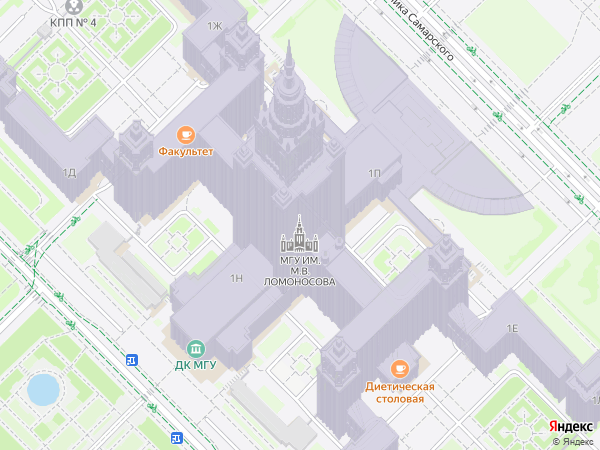 КПП № 4
1Ж
ника Самарского
Факультет
1Д
1П
МГУ ИМ.
М.В.
ЛОМОНОСОВА
1Н
1Е
ДК МГУ
Диетическая
столовая
Яндекс
© Яндекс